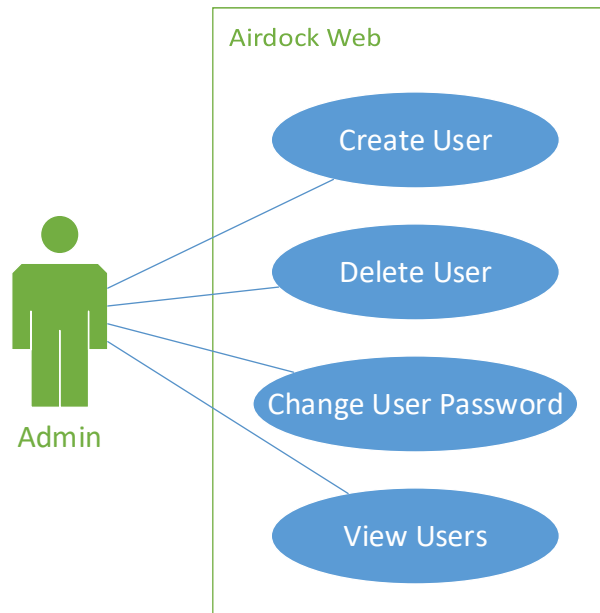 Airdock Web
Create User
Delete User
Change User Password
Admin
View Users